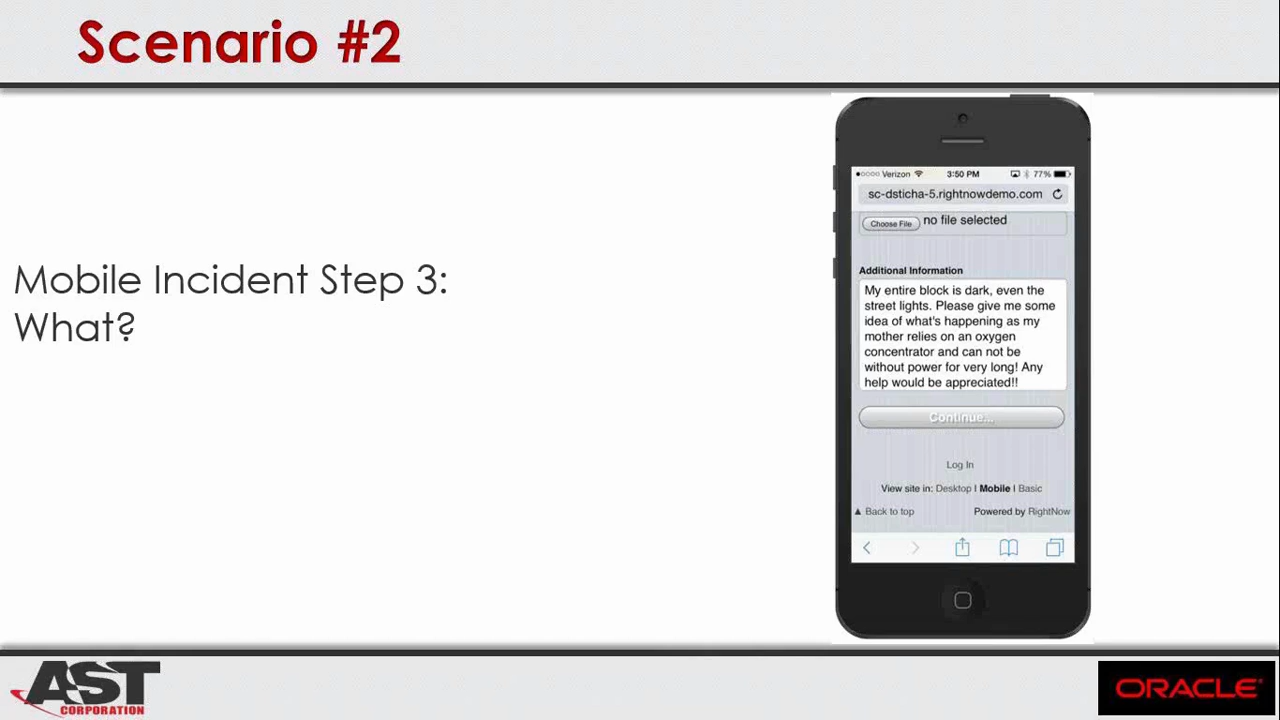 Scenario #2
Mobile Incident Step 3:
What?
Verizon 3:50 PM 77%
sc-dsticha-5.rightnowdemo.com
Choose File no file selected
Additional Information
My entire block is dark, even the
street lights. Please give me some
idea of what's happening as my
mother relies on an oxygen
concentrator and can not be
without power for very long! Any
help would be appreciated!!
Continue...
Log In
View site in: Desktop | Mobile | Basic
▲ Back to top Powered by RightNow
AST
CORPORATION
ORACLE®